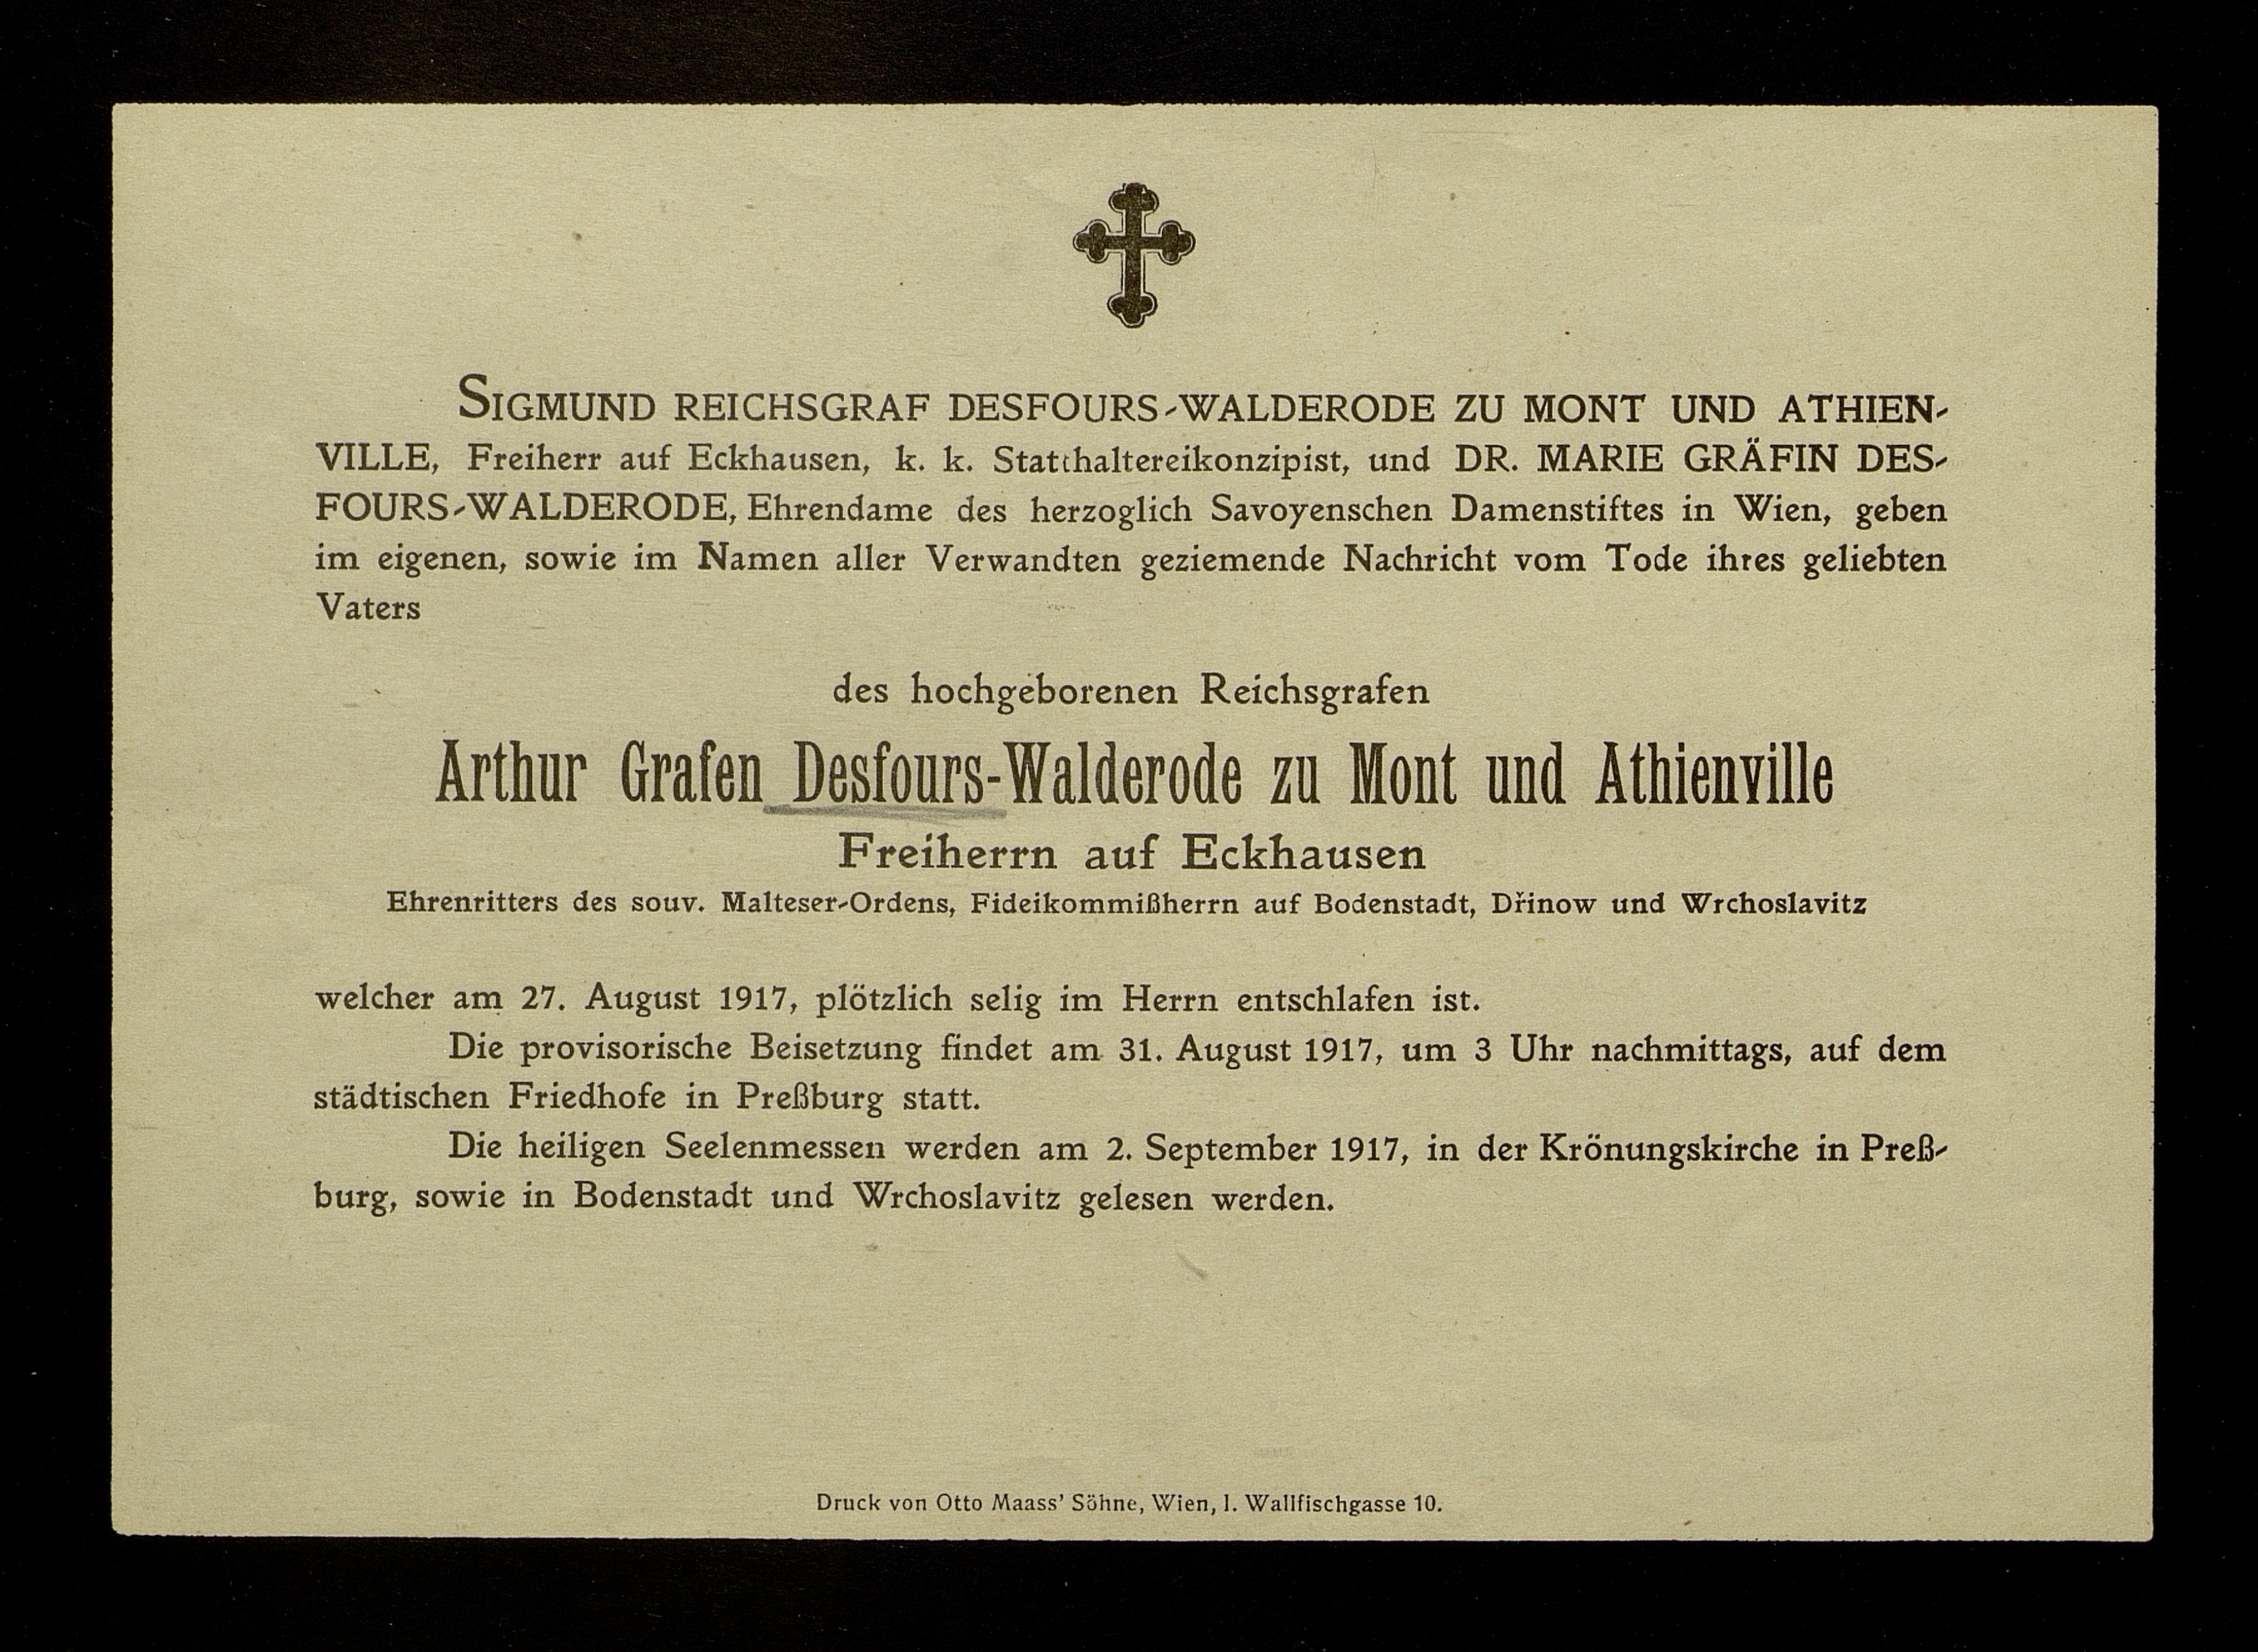 SIGMUND REICHSGRAF DESFOURS-WALDERODE ZU MONT UND ATHIEN-
VILLE, Freiherr auf Eckhausen, k. k. Statthaltereikonzipist, und DR. MARIE GRÄFIN DES-
FOURS-WALDERODE, Ehrendame des herzoglich Savoyenschen Damenstiftes in Wien, geben
im eigenen, sowie im Namen aller Verwandten geziemende Nachricht vom Tode ihres geliebten
Vaters
des hochgeborenen Reichsgrafen
Arthur Grafen Desfours-Walderode zu Mont und Athienville
Freiherrn auf Eckhausen
Ehrenritters des souv. Malteser-Ordens, Fideikommißherrn auf Bodenstadt, Dřinow und Wrchoslavitz
welcher am 27. August 1917, plötzlich selig im Herrn entschlafen ist.
Die provisorische Beisetzung findet am 31. August 1917, um 3 Uhr nachmittags, auf dem
städtischen Friedhofe in Preßburg statt.
Die heiligen Seelenmessen werden am 2. September 1917, in der Krönungskirche in Preß-
burg, sowie in Bodenstadt und Wrchoslavitz gelesen werden.
Druck von Otto Maass' Söhne, Wien, I. Wallfischgasse 10.